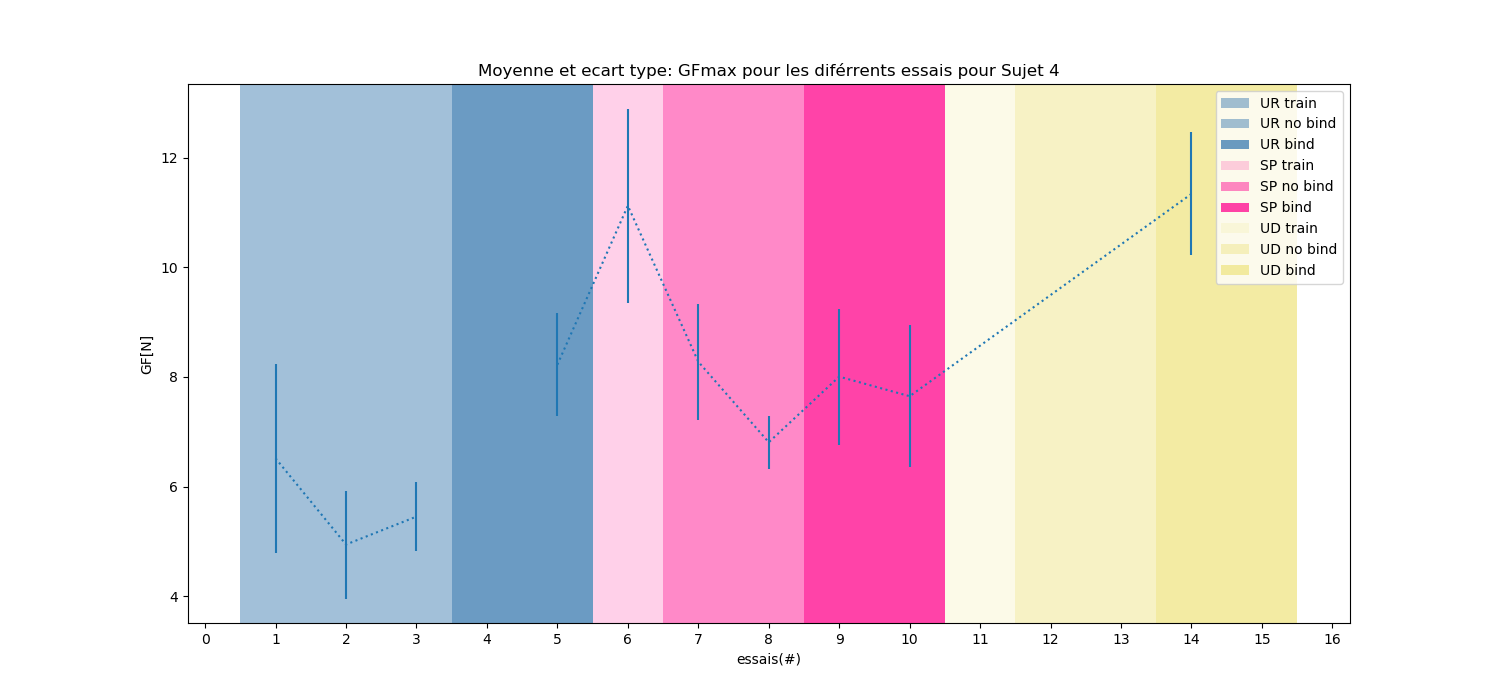 Moyenne et ecart type: GFmax pour les diférrents essais pour Sujet 4
GF[N]
12
10
8
6
4
UR train
UR no bind
UR bind
SP train
SP no bind
SP bind
UD train
UD no bind
UD bind
0 1 2 3 4 5 6 7 8 9 10 11 12 13 14 15 16
essais(#)